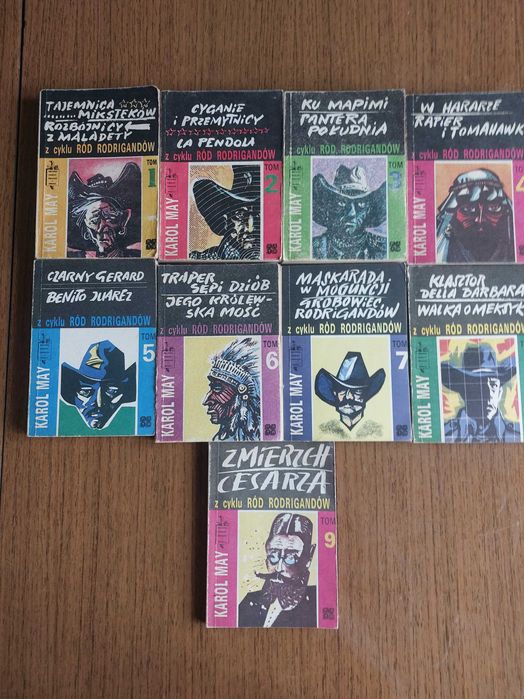 TAJEMNICA
MIKSTEKÓW
ROZBÓJNICY
Z MALADETY
z cyklu RÓD RODRIGANDÓW
TOM
1
KAROL MAY
CYGANIE
i PRZEMYTNICY
LA PENDOLA
z cyklu RÓD RODRIGANDÓW
TOM
2
KAROL MAY
KU MAPIMI
PANTERA
POŁUDNIA
z cyklu RÓD RODRIGANDÓW
TOM
3
KAROL MAY
W HARARZE
RAPIER
i TOMAHAWK
z cyklu RÓD RODRIGANDÓW
4
KAROL MAY
CZARNY GERARD
BENITO JUAREZ
z cyklu RÓD RODRIGANDÓW
TOM
5
KAROL MAY
TRAPER
SĘPI DZIÓB
JEGO KRÓLEW-
SKA MOŚĆ
z cyklu RÓD RODRIGANDÓW
TOM
6
KAROL MAY
MASKARADA
W MOGUNCJI
GROBOWIEC
RODRIGANDÓW
z cyklu RÓD RODRIGANDÓW
TOM
7
KAROL MAY
KLASZTOR
DELLA BARBARA
WALKA O MEKSYK
z cyklu RÓD RODRIGANDÓW
KAROL MAY
ZMIERZCH
CESARZA
z cyklu RÓD RODRIGANDÓW
TOM
9
KAROL MAY